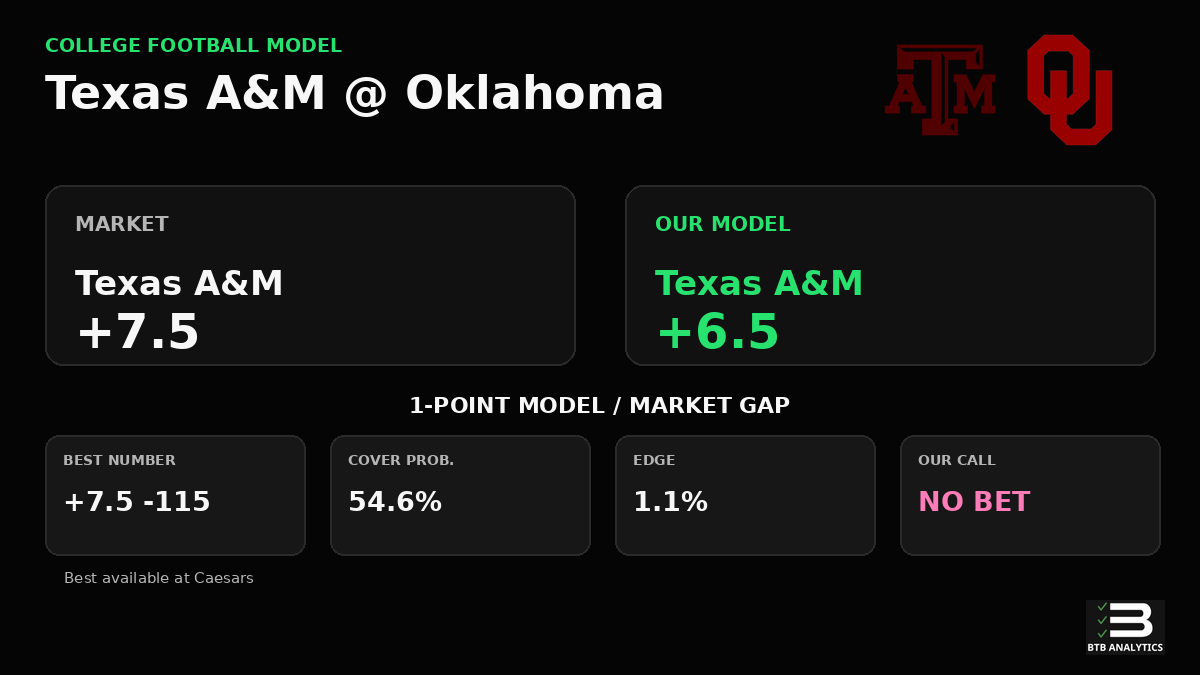 COLLEGE FOOTBALL MODEL
Texas A&M @ Oklahoma
ATM
OU
MARKET
Texas A&M
+7.5
OUR MODEL
Texas A&M
+6.5
1-POINT MODEL / MARKET GAP
BEST NUMBER
+7.5 -115
COVER PROB.
54.6%
EDGE
1.1%
OUR CALL
NO BET
Best available at Caesars
B
BTB ANALYTICS